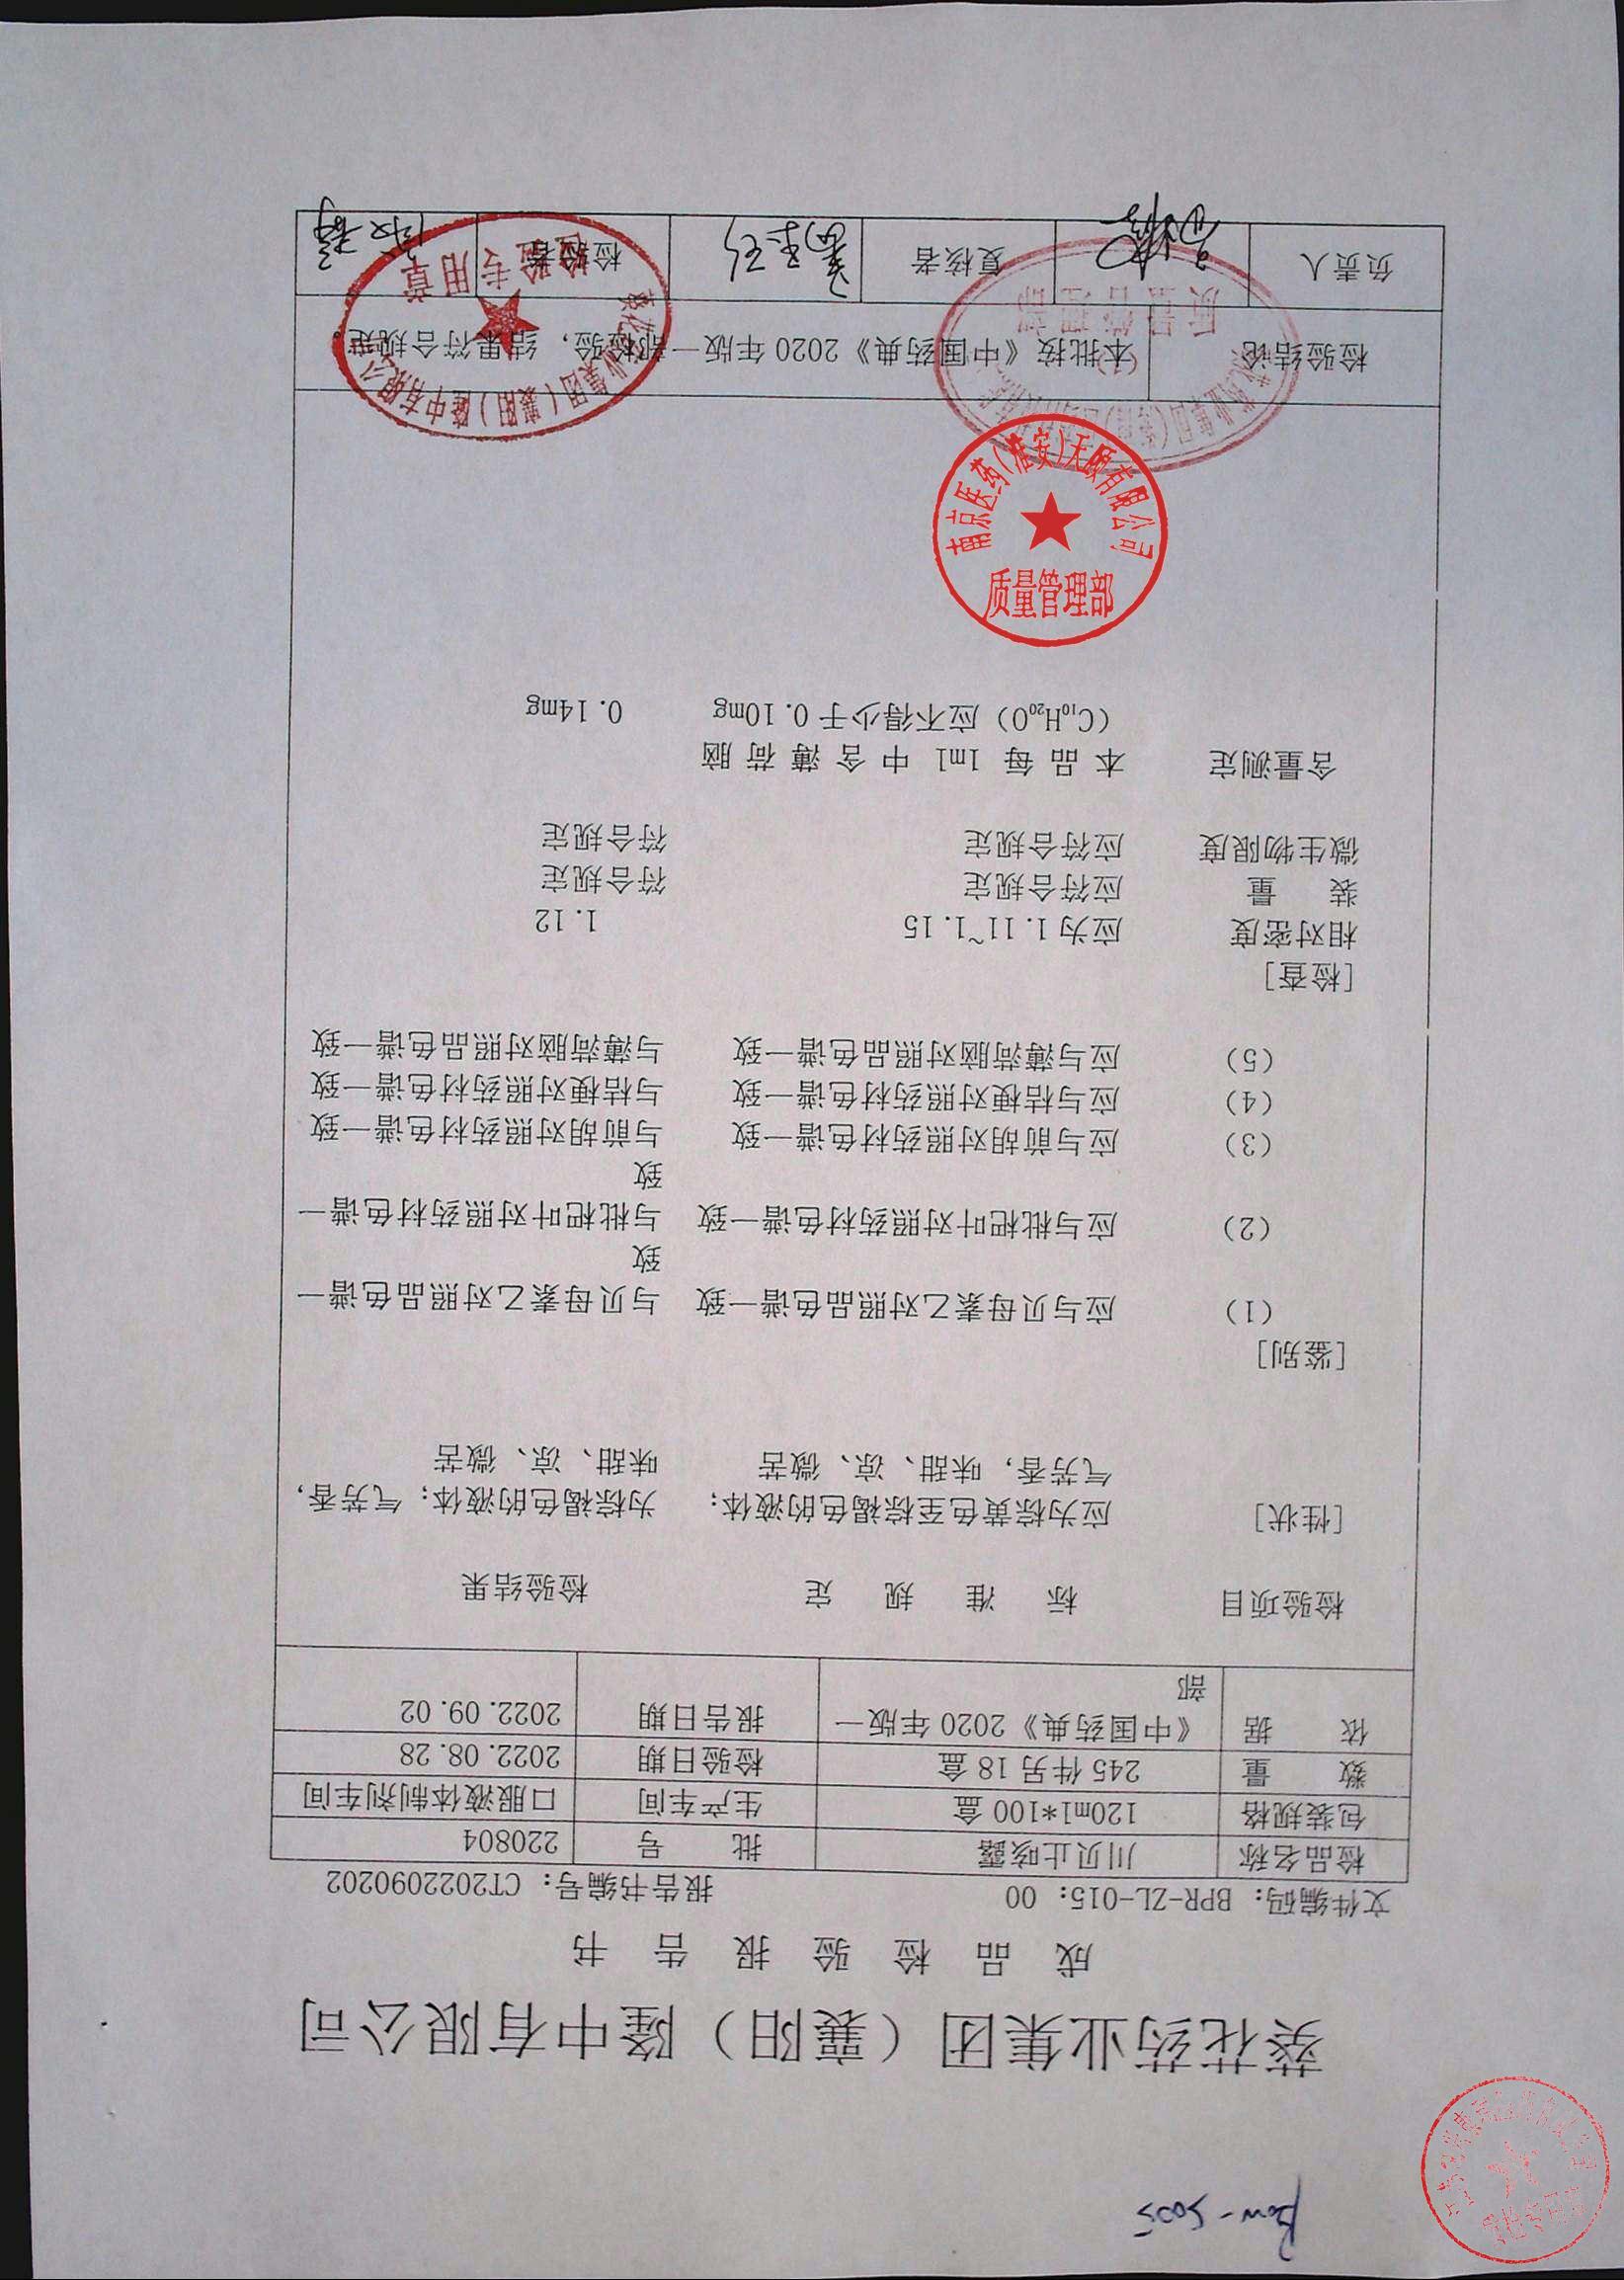 葵花药业集团（襄阳）隆中有限公司
成品检验报告书
文件编码：BPR-ZL-015：00 报告书编号：CT2022090202
检品名称 川贝止咳露 批号 220804
包装规格 120ml*100盒 生产车间 口服液体制剂车间
数量 245件另18盒 检验日期 2022.08.28
依据 《中国药典》2020年版一 报告日期 2022.09.02
部
检验项目 标准规定 检验结果
[性状] 应为棕黄色至棕褐色的液体； 为棕褐色的液体；气芳香，
气芳香，味甜、凉、微苦 味甜、凉、微苦
[鉴别]
（1） 应与贝母素乙对照品色谱一致 与贝母素乙对照品色谱一
致
（2） 应与枇杷叶对照药材色谱一致 与枇杷叶对照药材色谱一
致
（3） 应与前胡对照药材色谱一致 与前胡对照药材色谱一致
（4） 应与桔梗对照药材色谱一致 与桔梗对照药材色谱一致
（5） 应与薄荷脑对照品色谱一致 与薄荷脑对照品色谱一致
[检查]
相对密度 应为1.11~1.15 1.12
装量 应符合规定 符合规定
微生物限度 应符合规定 符合规定
含量测定 本品每1ml中含薄荷脑
（C₁₀H₂₀O）应不得少于0.10mg 0.14mg
南京医药（淮安）天颐有限公司
质量管理部
检验结论 本批按《中国药典》2020年版一部检验，结果符合规定。
负责人 复核者 检验者
葵花药业集团（襄阳）隆中有限公司
检验专用章
质量管理部
(1)